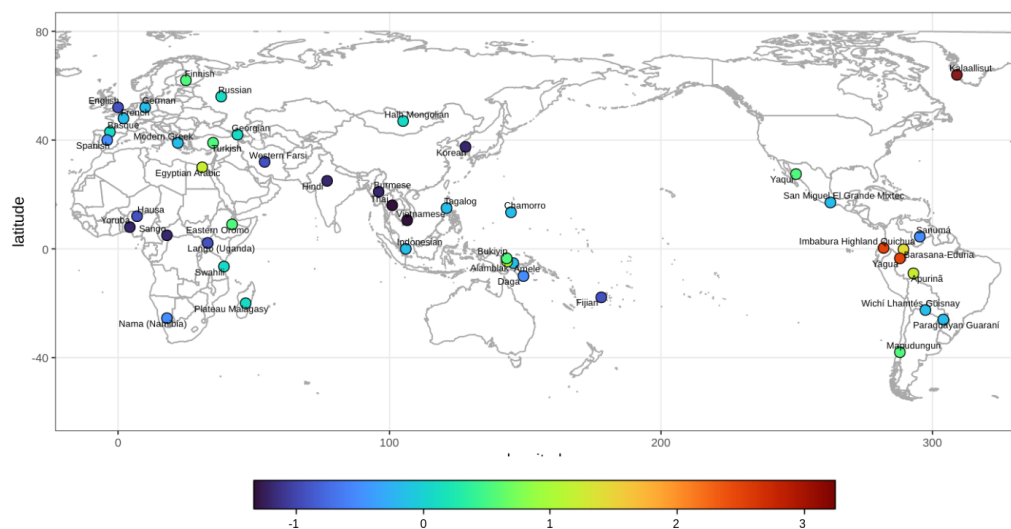 80
Kalaallisut
Finnish
Russian
English
German
French
Halh Mongolian
Basque
Georgian
40
Modern Greek
Spanish
Turkish
Korean
Western Farsi
Egyptian Arabic
Hindi
Burmese
Yaqui
Thai
San Miguel El Grande Mixtec
Tagalog
Chamorro
Hausa
Vietnamese
Yoruba
Sango
Eastern Oromo
Sanumá
Lango (Uganda)
Indonesian
Imbabura Highland Quichua
0
Bukiyip
Barasana-Eduria
Yagua
Alamblak
Amele
Swahili
Daga
Apurinã
Fijian
Wichí Lhamtés Güisnay
Plateau Malagasy
Nama (Namibia)
Paraguayan Guaraní
Mapudungun
-40
latitude
0 100 200 300
-1 0 1 2 3